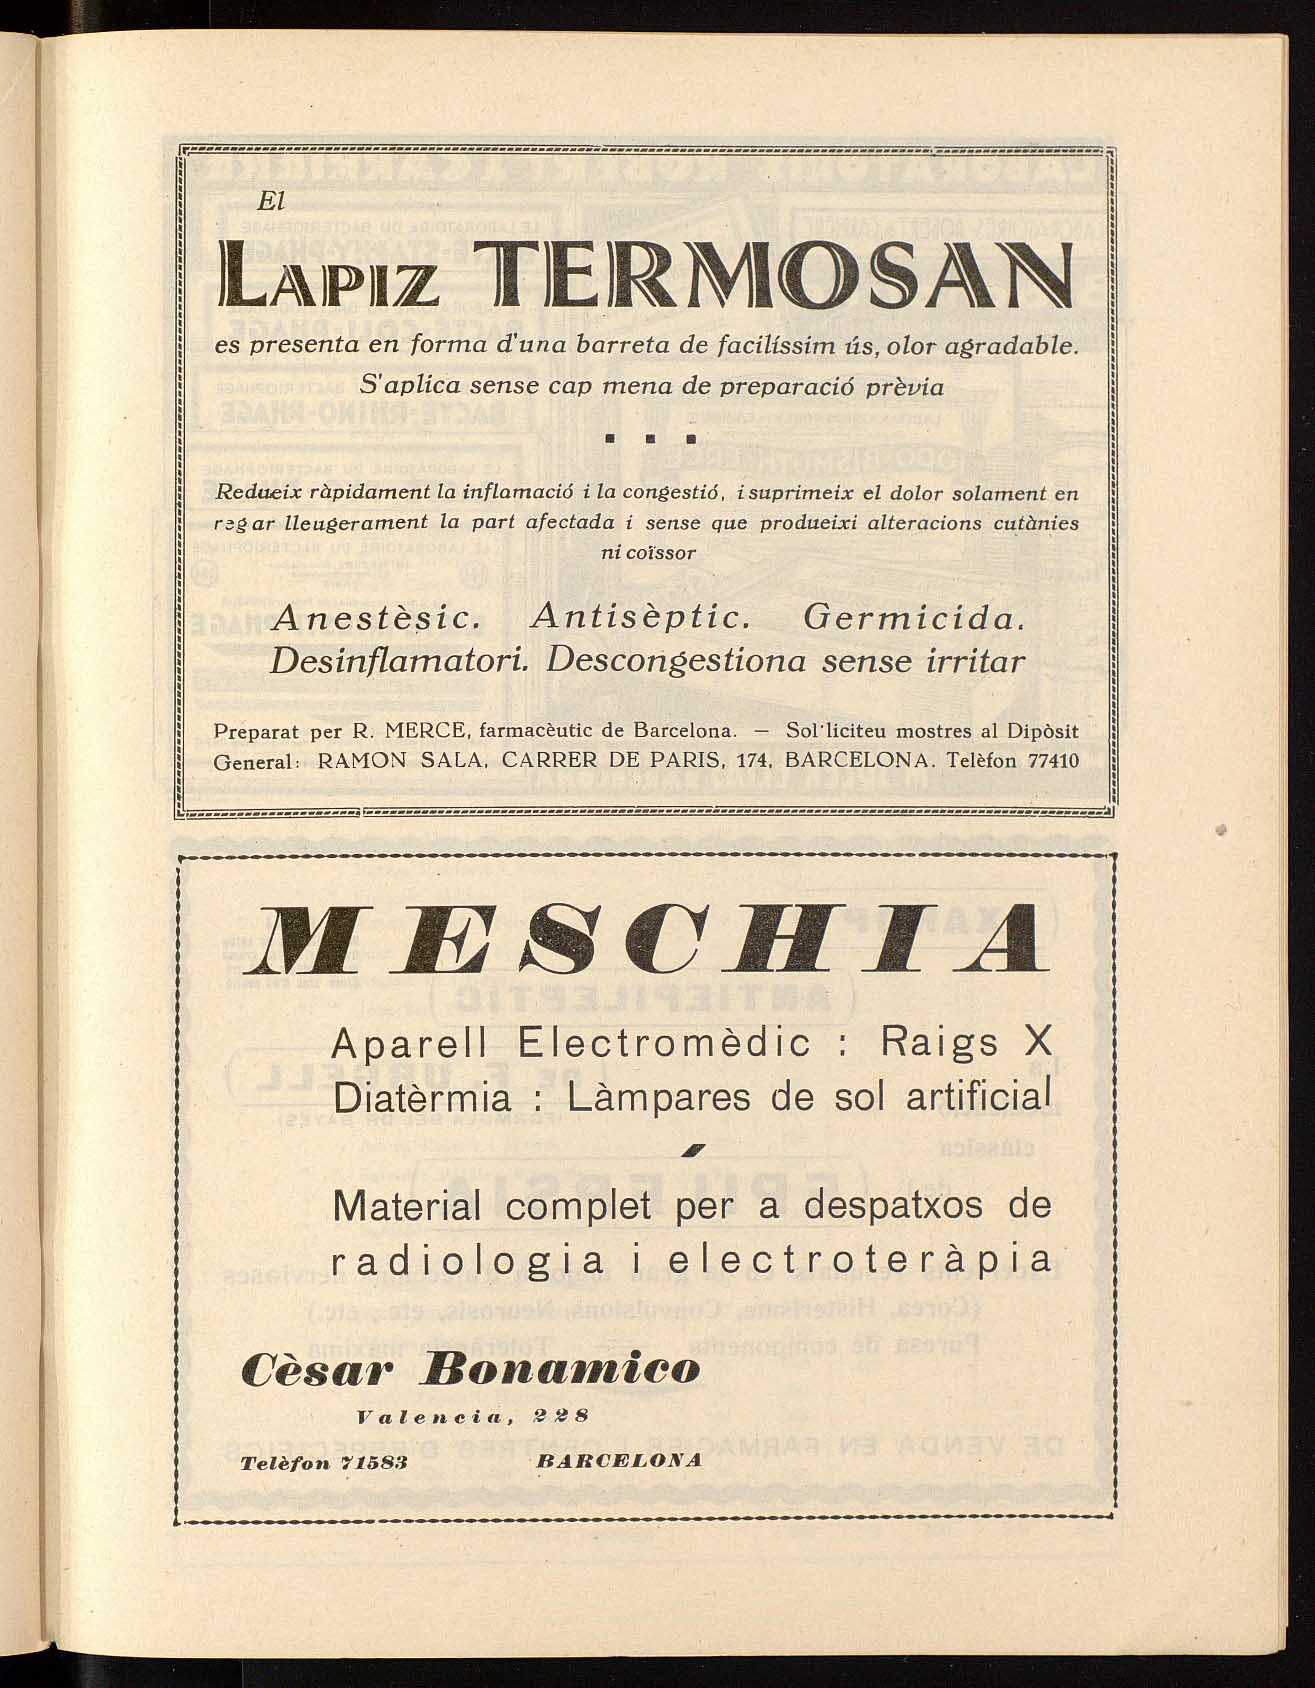 El
LAPIZ TERMOSAN
es presenta en forma d'una barreta de facilíssim ús, olor agradable.
S'aplica sense cap mena de preparació prèvia
Redueix ràpidament la inflamació i la congestió, i suprimeix el dolor solament en
regar lleugerament la part afectada i sense que produeixi alteracions cutànies
ni coïssor
Anestèsic. Antisèptic. Germicida.
Desinflamatori. Descongestiona sense irritar
Preparat per R. MERCE, farmacèutic de Barcelona. — Sol·liciteu mostres al Dipòsit
General: RAMON SALA, CARRER DE PARIS, 174, BARCELONA. Telèfon 77410
MESCHIA
Aparell Electromèdic : Raigs X
Diatèrmia : Làmpares de sol artificial
Material complet per a despatxos de
radiologia i electroteràpia
Cèsar Bonamico
Valencia, 228
Telèfon 71583 BARCELONA